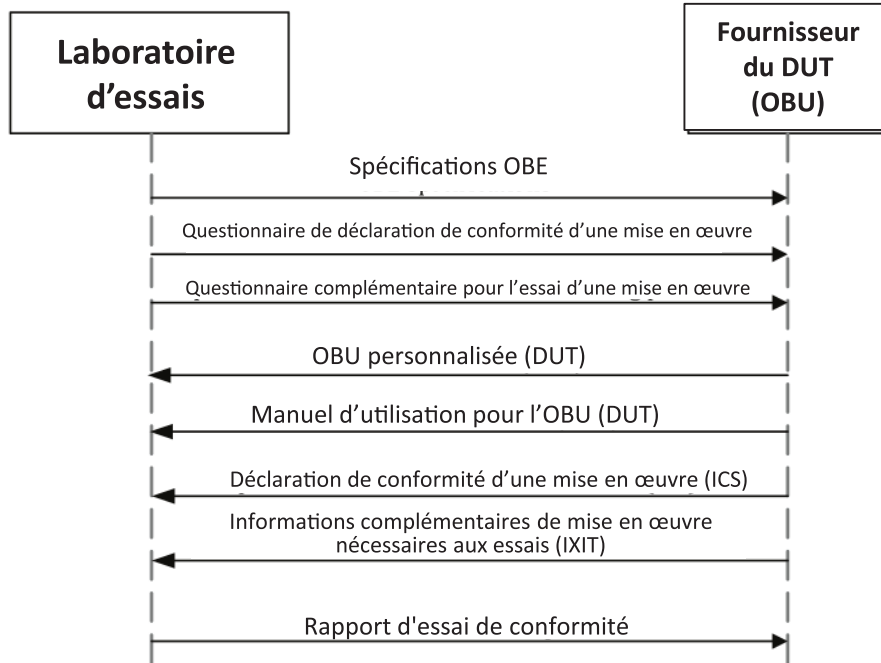 Laboratoire
d’essais
Fournisseur
du DUT
(OBU)
Spécifications OBE
Questionnaire de déclaration de conformité d’une mise en œuvre
Questionnaire complémentaire pour l’essai d’une mise en œuvre
OBU personnalisée (DUT)
Manuel d’utilisation pour l’OBU (DUT)
Déclaration de conformité d’une mise en œuvre (ICS)
Informations complémentaires de mise en œuvre
nécessaires aux essais (IXIT)
Rapport d'essai de conformité